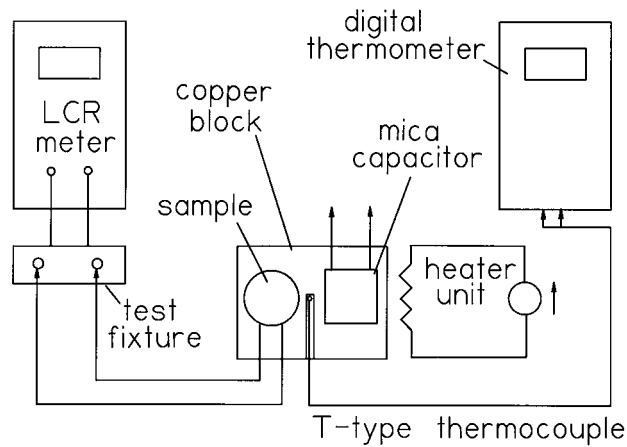 digital
thermometer
LCR
meter
copper
block
mica
capacitor
sample
test
fixture
heater
unit
T-type thermocouple